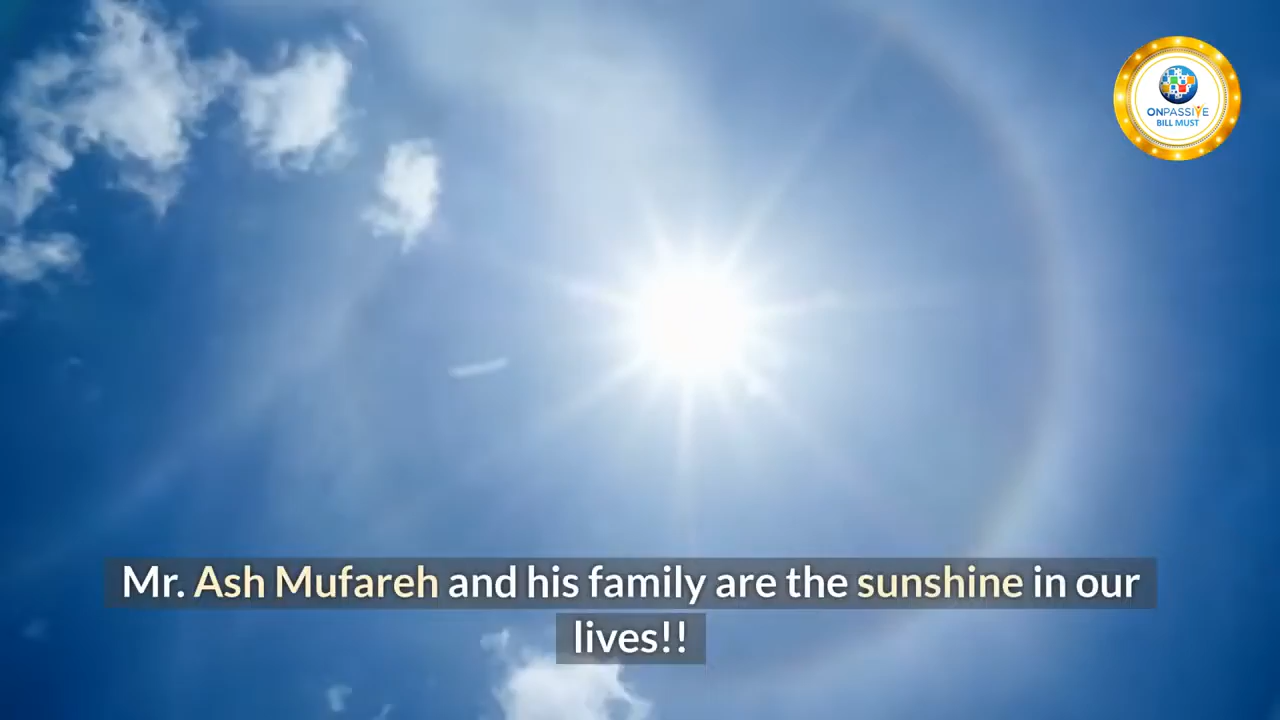 ONPASSIVE
BILL MUST
Mr. Ash Mufareh and his family are the sunshine in our
lives!!